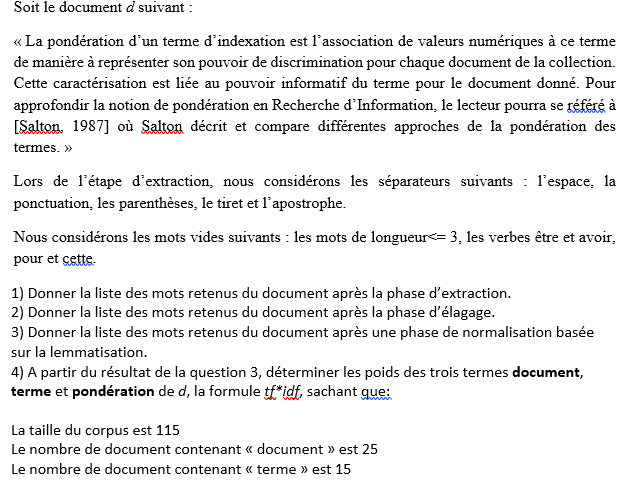 Soit le document d suivant :
« La pondération d’un terme d’indexation est l’association de valeurs numériques à ce terme
de manière à représenter son pouvoir de discrimination pour chaque document de la collection.
Cette caractérisation est liée au pouvoir informatif du terme pour le document donné. Pour
approfondir la notion de pondération en Recherche d’Information, le lecteur pourra se référé à
[Salton, 1987] où Salton décrit et compare différentes approches de la pondération des
termes. »
Lors de l’étape d’extraction, nous considérons les séparateurs suivants : l’espace, la
ponctuation, les parenthèses, le tiret et l’apostrophe.
Nous considérons les mots vides suivants : les mots de longueur<= 3, les verbes être et avoir,
pour et cette.
1) Donner la liste des mots retenus du document après la phase d’extraction.
2) Donner la liste des mots retenus du document après la phase d’élagage.
3) Donner la liste des mots retenus du document après une phase de normalisation basée
sur la lemmatisation.
4) A partir du résultat de la question 3, déterminer les poids des trois termes document,
terme et pondération de d, la formule tf*idf, sachant que:
La taille du corpus est 115
Le nombre de document contenant « document » est 25
Le nombre de document contenant « terme » est 15